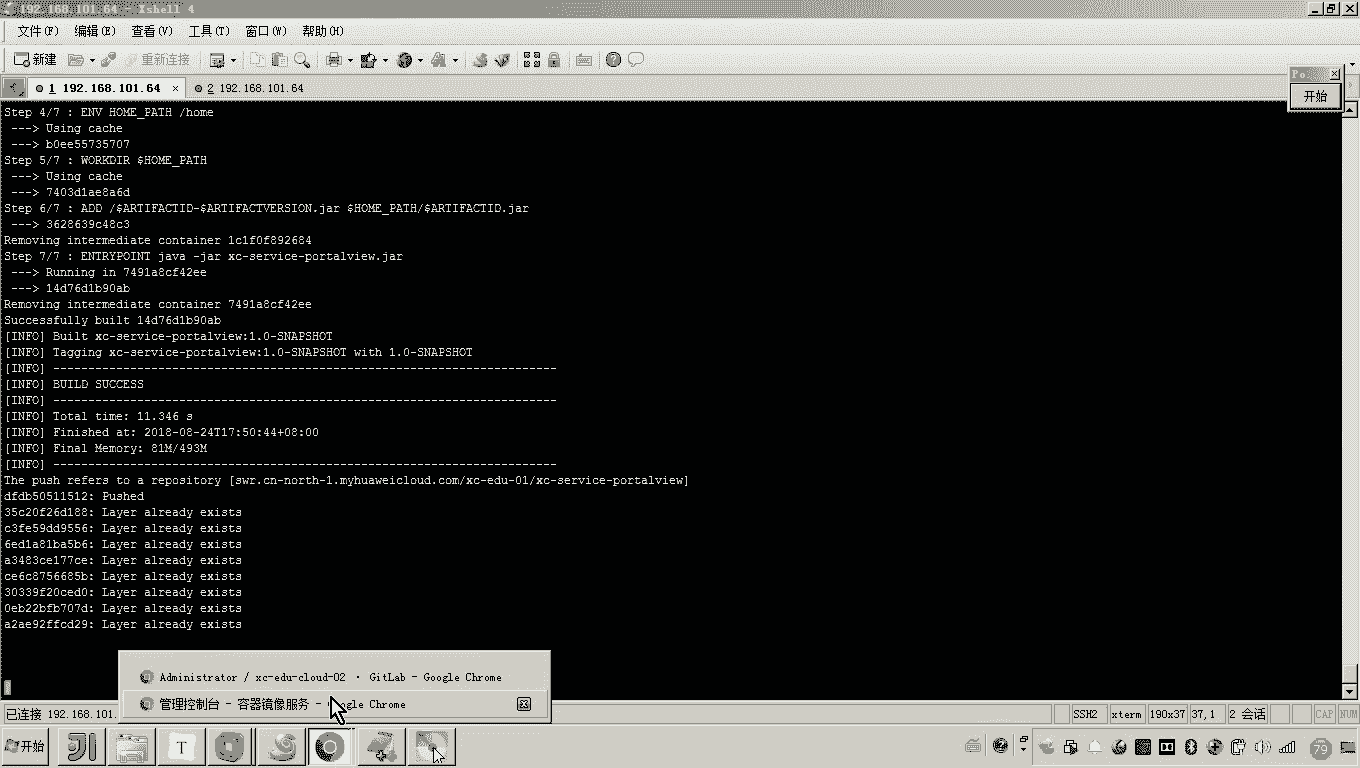 192.168.101.64 - Xshell 4
文件(F) 编辑(E) 查看(V) 工具(T) 窗口(W) 帮助(H)
新建 重新连接
1 192.168.101.64 × 2 192.168.101.64
Po
开始
Step 4/7 : ENV HOME_PATH /home
---> Using cache
---> b0ee55735707
Step 5/7 : WORKDIR $HOME_PATH
---> Using cache
---> 7403d1ae8a6d
Step 6/7 : ADD /$ARTIFACTID-$ARTIFACTVERSION.jar $HOME_PATH/$ARTIFACTID.jar
---> 3628639c48c3
Removing intermediate container 1c1f0f892684
Step 7/7 : ENTRYPOINT java -jar xc-service-portalview.jar
---> Running in 7491a8cf42ee
---> 14d76d1b90ab
Removing intermediate container 7491a8cf42ee
Successfully built 14d76d1b90ab
[INFO] Built xc-service-portalview:1.0-SNAPSHOT
[INFO] Tagging xc-service-portalview:1.0-SNAPSHOT with 1.0-SNAPSHOT
[INFO] ------------------------------------------------------------------------
[INFO] BUILD SUCCESS
[INFO] ------------------------------------------------------------------------
[INFO] Total time: 11.346 s
[INFO] Finished at: 2018-08-24T17:50:44+08:00
[INFO] Final Memory: 81M/493M
[INFO] ------------------------------------------------------------------------
The push refers to a repository [swr.cn-north-1.myhuaweicloud.com/xc-edu-01/xc-service-portalview]
dfdb50511512: Pushed
35c20f26d188: Layer already exists
c3fe59dd9556: Layer already exists
6ed1a81ba5b6: Layer already exists
a3483ce177ce: Layer already exists
ce6c8756685b: Layer already exists
30339f20ced0: Layer already exists
0eb22bfb707d: Layer already exists
a2ae92ffcd29: Layer already exists
Administrator / xc-edu-cloud-02 · GitLab - Google Chrome
管理控制台 - 容器镜像服务 - Google Chrome
已连接 192.168.101. SSH2 xterm 190x37 37,1 2 会话 CAP NUM
开始 T 79